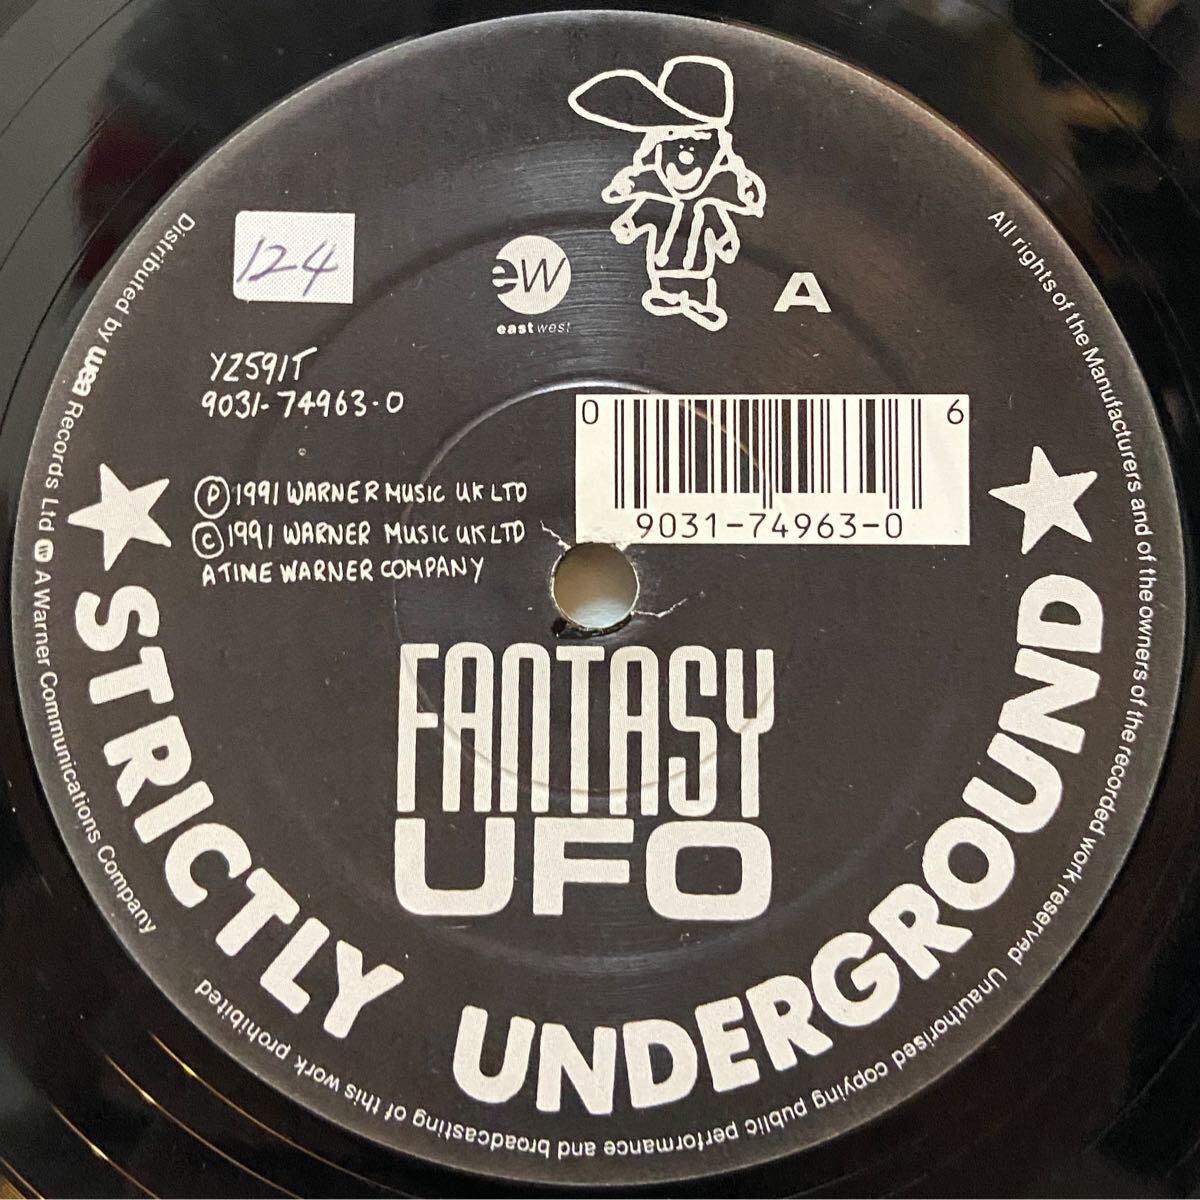 124
ew
east west
A
YZ591T
9031-74963-0
0 6
9031-74963-0
℗ 1991 WARNER MUSIC UK LTD
© 1991 WARNER MUSIC UK LTD
A TIME WARNER COMPANY
FANTASY
UFO
★ STRICTLY UNDERGROUND ★
Distributed by wea Records Ltd. A Warner Communications Company
All rights of the Manufacturers and of the owners of the recorded work reserved Unauthorised copying public performance and broadcasting of this work prohibited